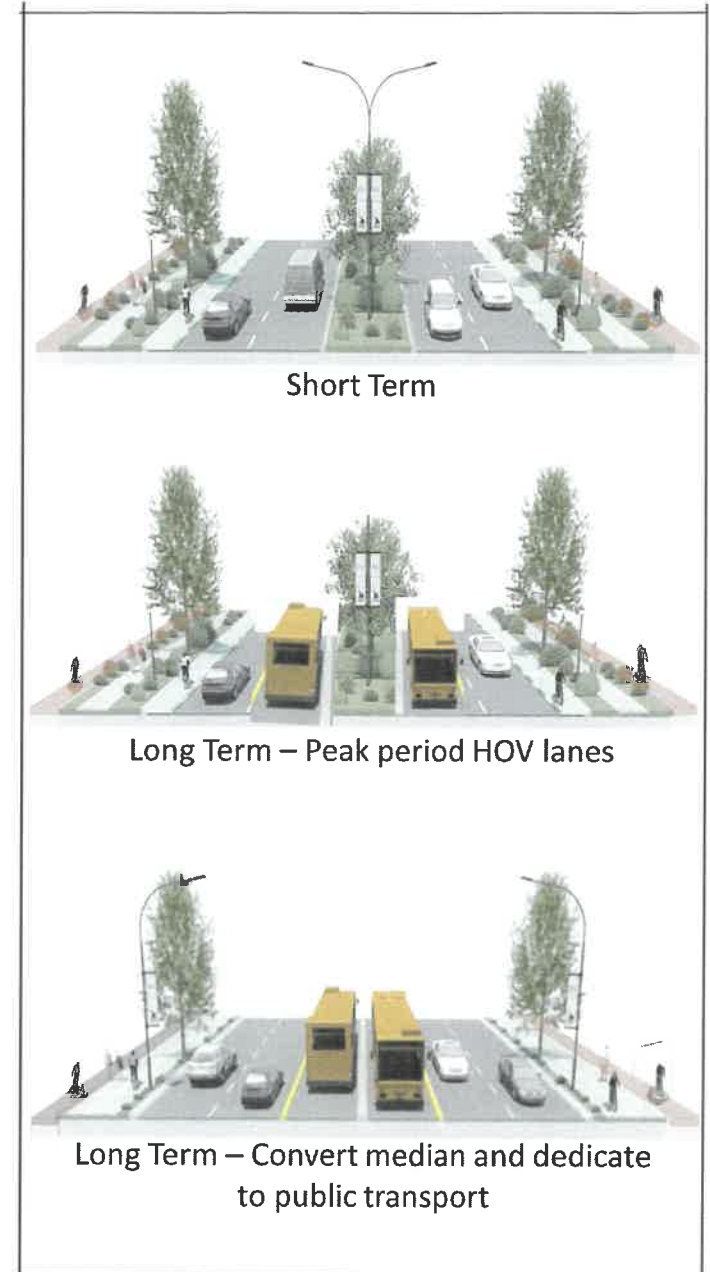 Short Term
Long Term – Peak period HOV lanes
Long Term – Convert median and dedicate
to public transport